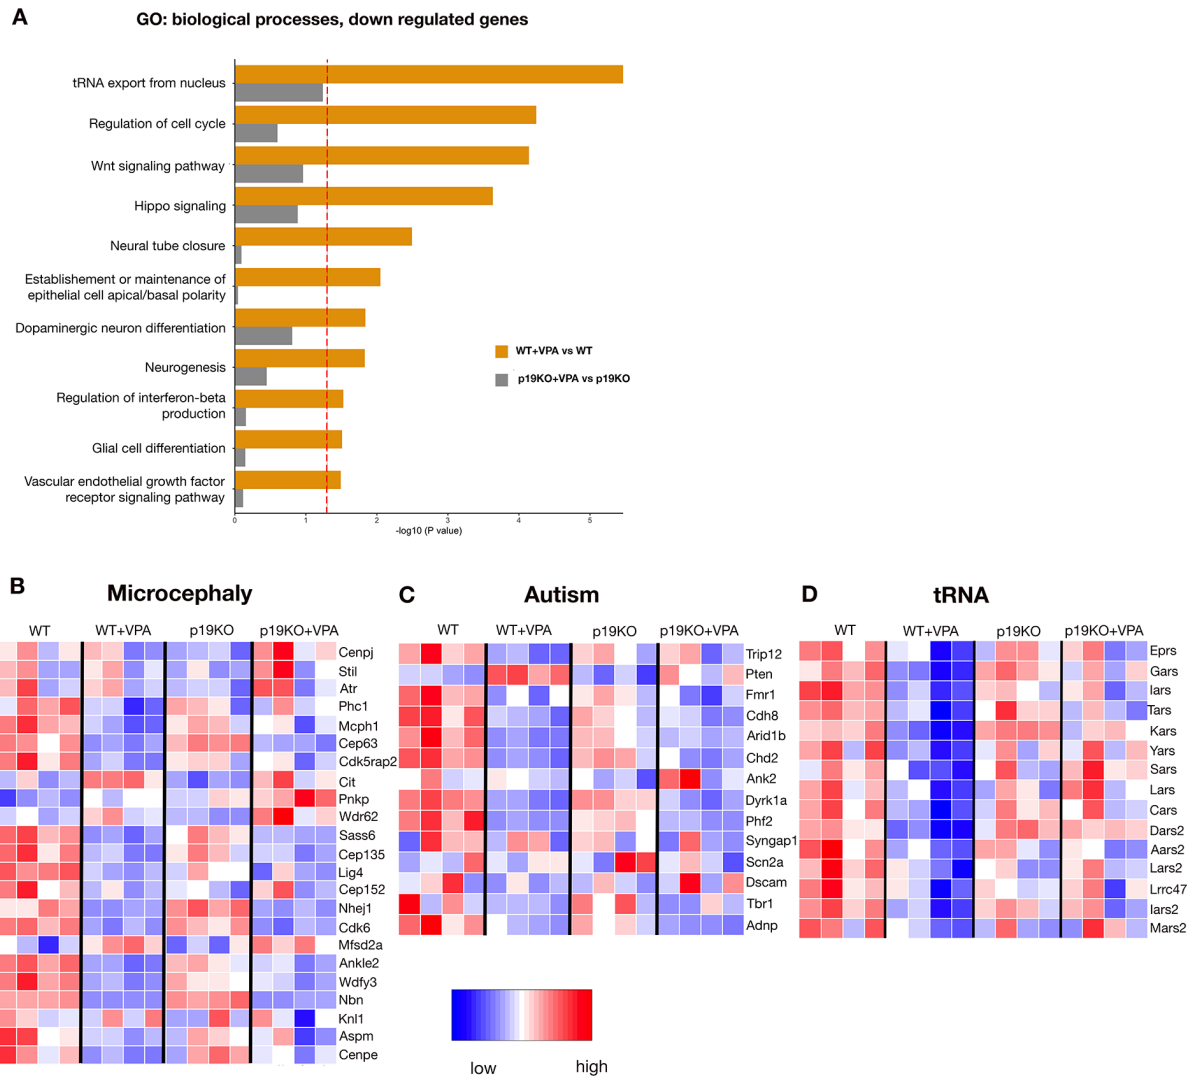 A
GO: biological processes, down regulated genes
tRNA export from nucleus
Regulation of cell cycle
Wnt signaling pathway
Hippo signaling
Neural tube closure
Establishement or maintenance of
epithelial cell apical/basal polarity
Dopaminergic neuron differentiation
Neurogenesis
Regulation of interferon-beta
production
Glial cell differentiation
Vascular endothelial growth factor
receptor signaling pathway
WT+VPA vs WT
p19KO+VPA vs p19KO
0 1 2 3 4 5
-log10 (P value)
B
Microcephaly
WT WT+VPA p19KO p19KO+VPA
Cenpj
Stil
Atr
Phc1
Mcph1
Cep63
Cdk5rap2
Cit
Pnkp
Wdr62
Sass6
Cep135
Lig4
Cep152
Nhej1
Cdk6
Mfsd2a
Ankle2
Wdfy3
Nbn
Knl1
Aspm
Cenpe
C
Autism
WT WT+VPA p19KO p19KO+VPA
Trip12
Pten
Fmr1
Cdh8
Arid1b
Chd2
Ank2
Dyrk1a
Phf2
Syngap1
Scn2a
Dscam
Tbr1
Adnp
low high
D
tRNA
WT WT+VPA p19KO p19KO+VPA
Eprs
Gars
Iars
Tars
Kars
Yars
Sars
Lars
Cars
Dars2
Aars2
Lars2
Lrrc47
Iars2
Mars2